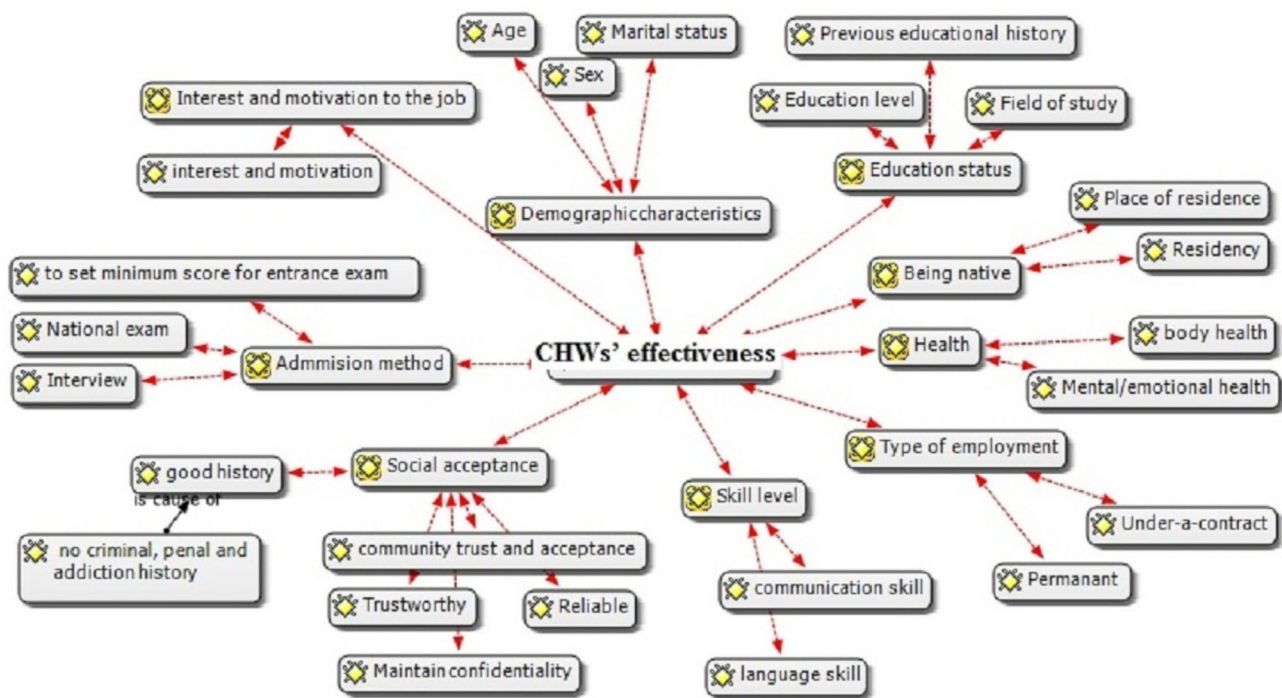 Age
Marital status
Previous educational history
Sex
Interest and motivation to the job
Education level
Field of study
interest and motivation
Education status
Demographiccharacteristics
Place of residence
to set minimum score for entrance exam
Being native
Residency
National exam
CHWs' effectiveness
Health
body health
Interview
Admmision method
Mental/emotional health
Type of employment
good history
Social acceptance
is cause of
Skill level
Under-a-contract
no criminal, penal and
addiction history
community trust and acceptance
communication skill
Permanant
Trustworthy
Reliable
Maintain confidentiality
language skill